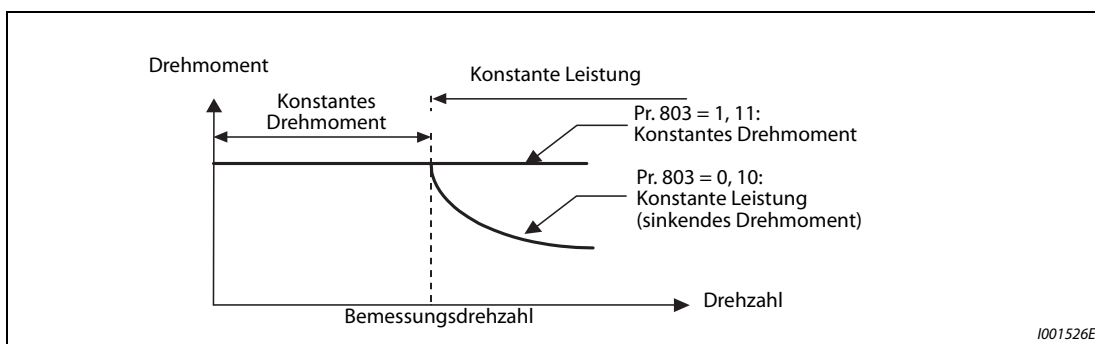 Drehmoment
Konstante Leistung
Konstantes
Drehmoment
Pr. 803 = 1, 11:
Konstantes Drehmoment
Pr. 803 = 0, 10:
Konstante Leistung
(sinkendes Drehmoment)
Drehzahl
Bemessungsdrehzahl
I001526E